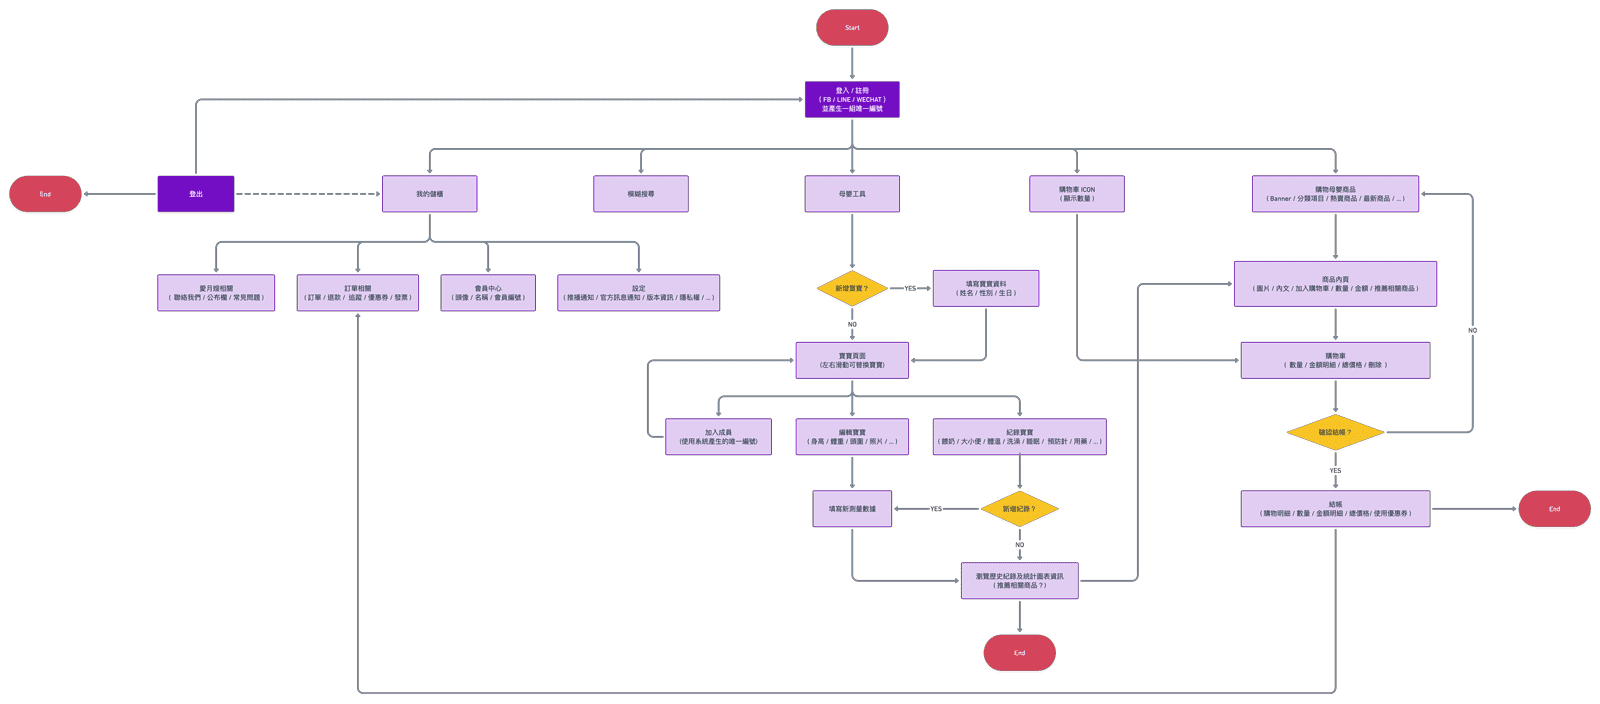 Start
登入 / 註冊
( FB / LINE / WECHAT )
並產生一組唯一編號
End
登出
我的儲櫃
模糊搜尋
母嬰工具
購物車 ICON
( 顯示數量 )
購物母嬰商品
( Banner / 分類項目 / 熱賣商品 / 最新商品 / ... )
愛月嫂相關
( 聯絡我們 / 公布欄 / 常見問題 )
訂單相關
( 訂單 / 退款 / 追蹤 / 優惠券 / 發票 )
會員中心
( 頭像 / 名稱 / 會員編號 )
設定
( 推播通知 / 官方訊息通知 / 版本資訊 / 隱私權 / ... )
新增寶寶？
YES
填寫寶寶資料
( 姓名 / 性別 / 生日 )
商品內頁
( 圖片 / 內文 / 加入購物車 / 數量 / 金額 / 推薦相關商品 )
NO
NO
寶寶頁面
(左右滑動可替換寶寶)
購物車
( 數量 / 金額明細 / 總價格 / 刪除 )
加入成員
(使用系統產生的唯一編號)
編輯寶寶
( 身高 / 體重 / 頭圍 / 照片 / ... )
紀錄寶寶
( 餵奶 / 大小便 / 體溫 / 洗澡 / 睡眠 / 預防針 / 用藥 / ... )
確認結帳？
YES
填寫新測量數據
YES
新增紀錄？
結帳
( 購物明細 / 數量 / 金額明細 / 總價格/ 使用優惠券 )
End
NO
瀏覽歷史紀錄及統計圖表資訊
( 推薦相關商品？)
End